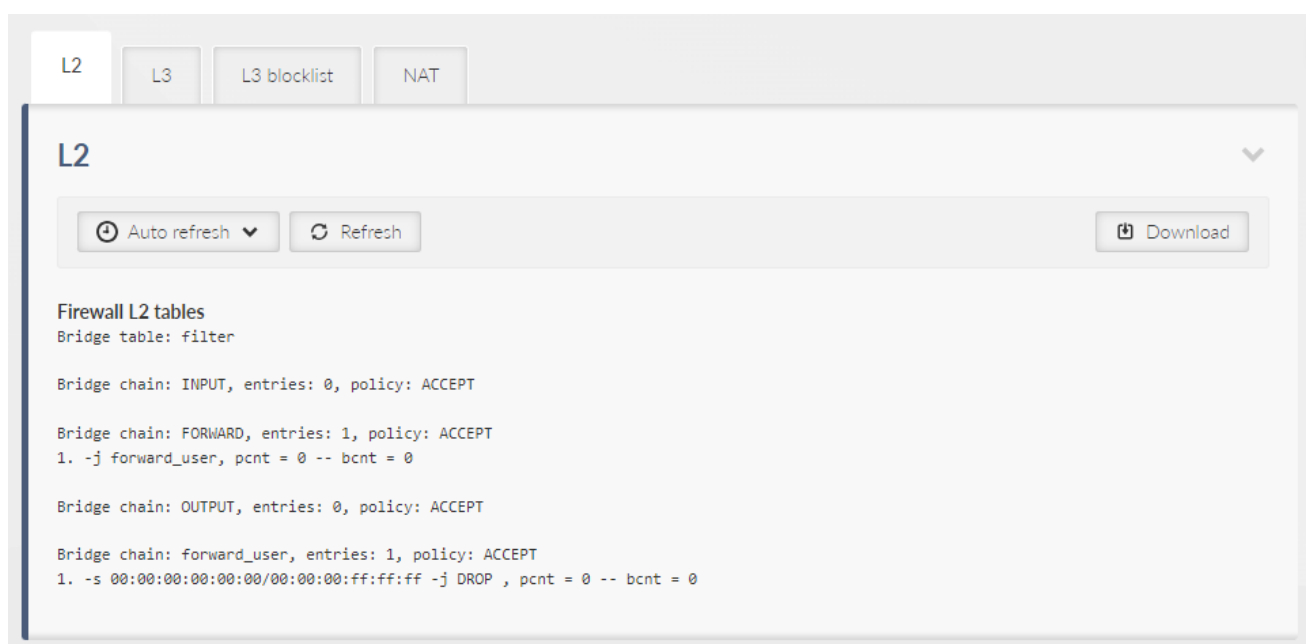 L2
L3
L3 blocklist
NAT
L2
Auto refresh
Refresh
Download
Firewall L2 tables
Bridge table: filter
Bridge chain: INPUT, entries: 0, policy: ACCEPT
Bridge chain: FORWARD, entries: 1, policy: ACCEPT
1. -j forward_user, pcnt = 0 -- bcnt = 0
Bridge chain: OUTPUT, entries: 0, policy: ACCEPT
Bridge chain: forward_user, entries: 1, policy: ACCEPT
1. -s 00:00:00:00:00:00/00:00:00:ff:ff:ff -j DROP , pcnt = 0 -- bcnt = 0